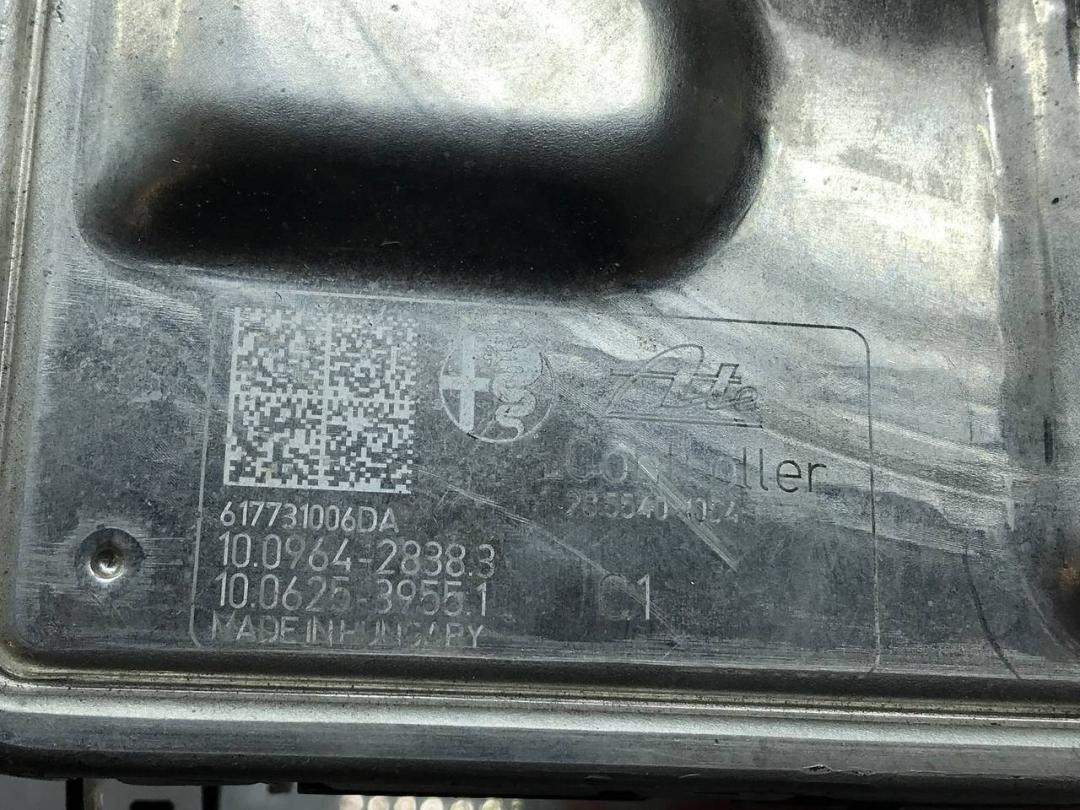 Ate
Controller
617731006DA
10.0964-2838.3
10.0625-3955.1
C1
MADE IN HUNGARY